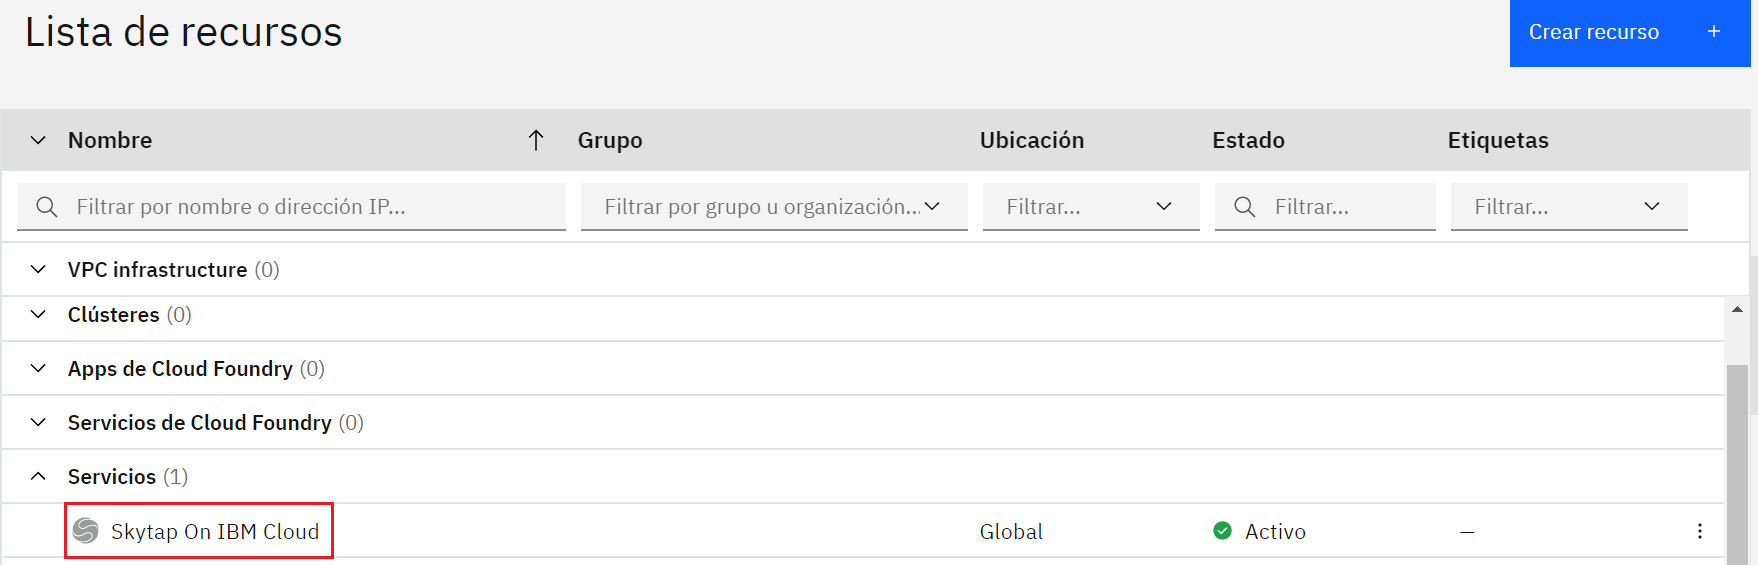 Lista de recursos
Crear recurso +
Nombre Grupo Ubicación Estado Etiquetas
Filtrar por nombre o dirección IP... Filtrar por grupo u organización... Filtrar... Filtrar... Filtrar...
VPC infrastructure (0)
Clústeres (0)
Apps de Cloud Foundry (0)
Servicios de Cloud Foundry (0)
Servicios (1)
Skytap On IBM Cloud Global Activo —